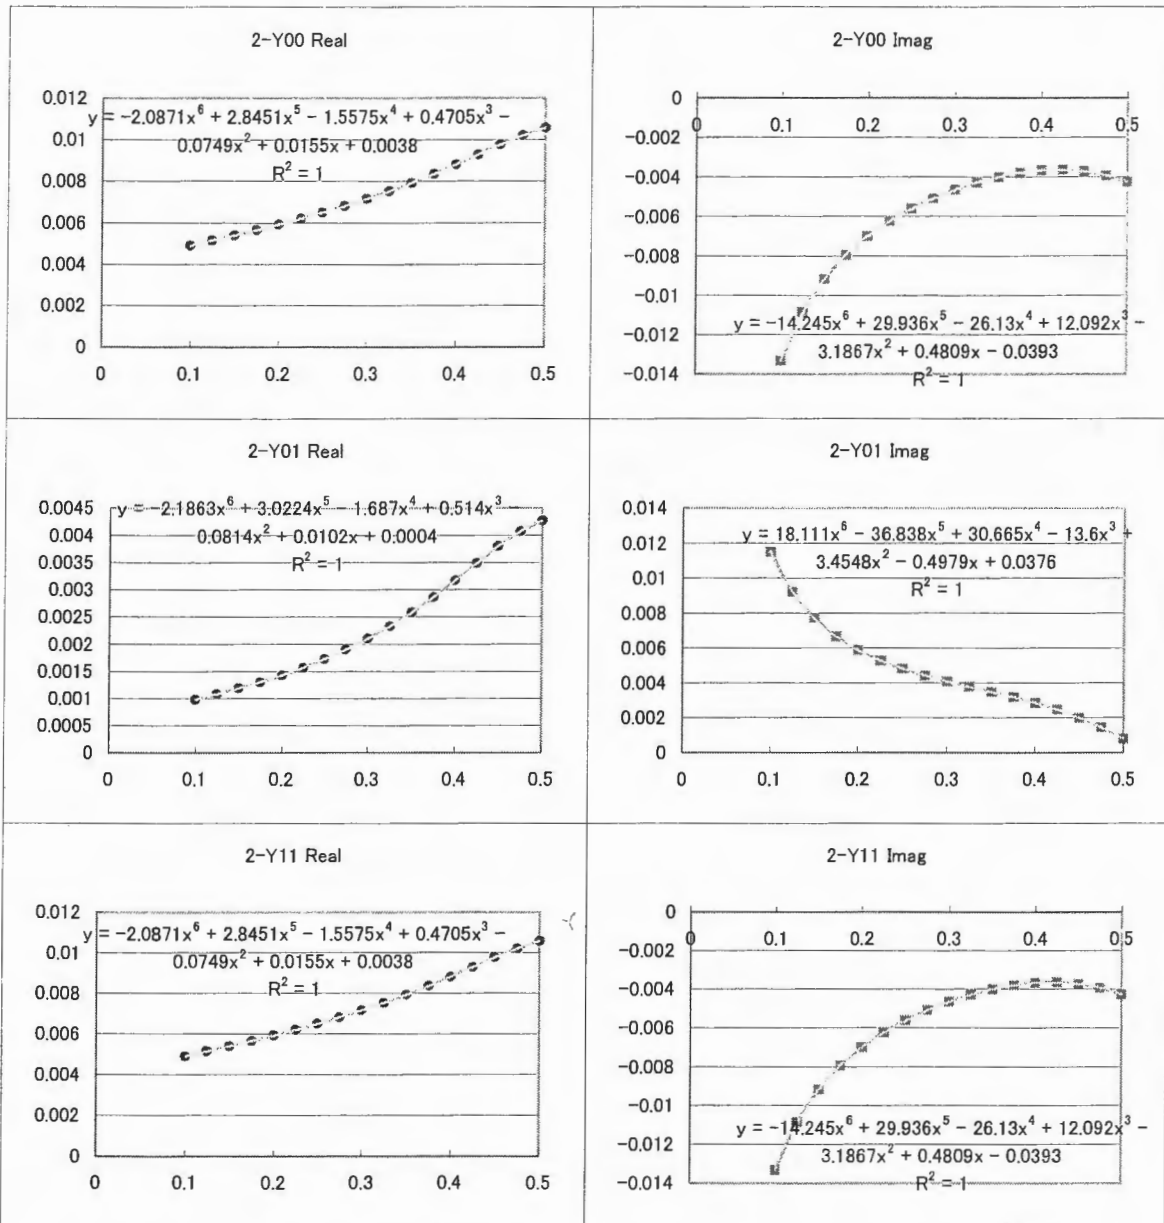 2-Y00 Real
0.012
0.01
0.008
0.006
0.004
0.002
0
y = −2.0871x⁶ + 2.8451x⁵ − 1.5575x⁴ + 0.4705x³ −
0.0749x² + 0.0155x + 0.0038
R² = 1
0 0.1 0.2 0.3 0.4 0.5
2-Y00 Imag
0
−0.002
−0.004
−0.006
−0.008
−0.01
−0.012
−0.014
0 0.1 0.2 0.3 0.4 0.5
y = −14.245x⁶ + 29.936x⁵ − 26.13x⁴ + 12.092x³ −
3.1867x² + 0.4809x − 0.0393
R² = 1
2-Y01 Real
0.0045
0.004
0.0035
0.003
0.0025
0.002
0.0015
0.001
0.0005
0
y = −2.1863x⁶ + 3.0224x⁵ − 1.687x⁴ + 0.514x³ −
0.0814x² + 0.0102x + 0.0004
R² = 1
0 0.1 0.2 0.3 0.4 0.5
2-Y01 Imag
0.014
0.012
0.01
0.008
0.006
0.004
0.002
0
y = 18.111x⁶ − 36.838x⁵ + 30.665x⁴ − 13.6x³ +
3.4548x² − 0.4979x + 0.0376
R² = 1
0 0.1 0.2 0.3 0.4 0.5
2-Y11 Real
0.012
0.01
0.008
0.006
0.004
0.002
0
y = −2.0871x⁶ + 2.8451x⁵ − 1.5575x⁴ + 0.4705x³ −
0.0749x² + 0.0155x + 0.0038
R² = 1
0 0.1 0.2 0.3 0.4 0.5
2-Y11 Imag
0
−0.002
−0.004
−0.006
−0.008
−0.01
−0.012
−0.014
0 0.1 0.2 0.3 0.4 0.5
y = −14.245x⁶ + 29.936x⁵ − 26.13x⁴ + 12.092x³ −
3.1867x² + 0.4809x − 0.0393
R² = 1